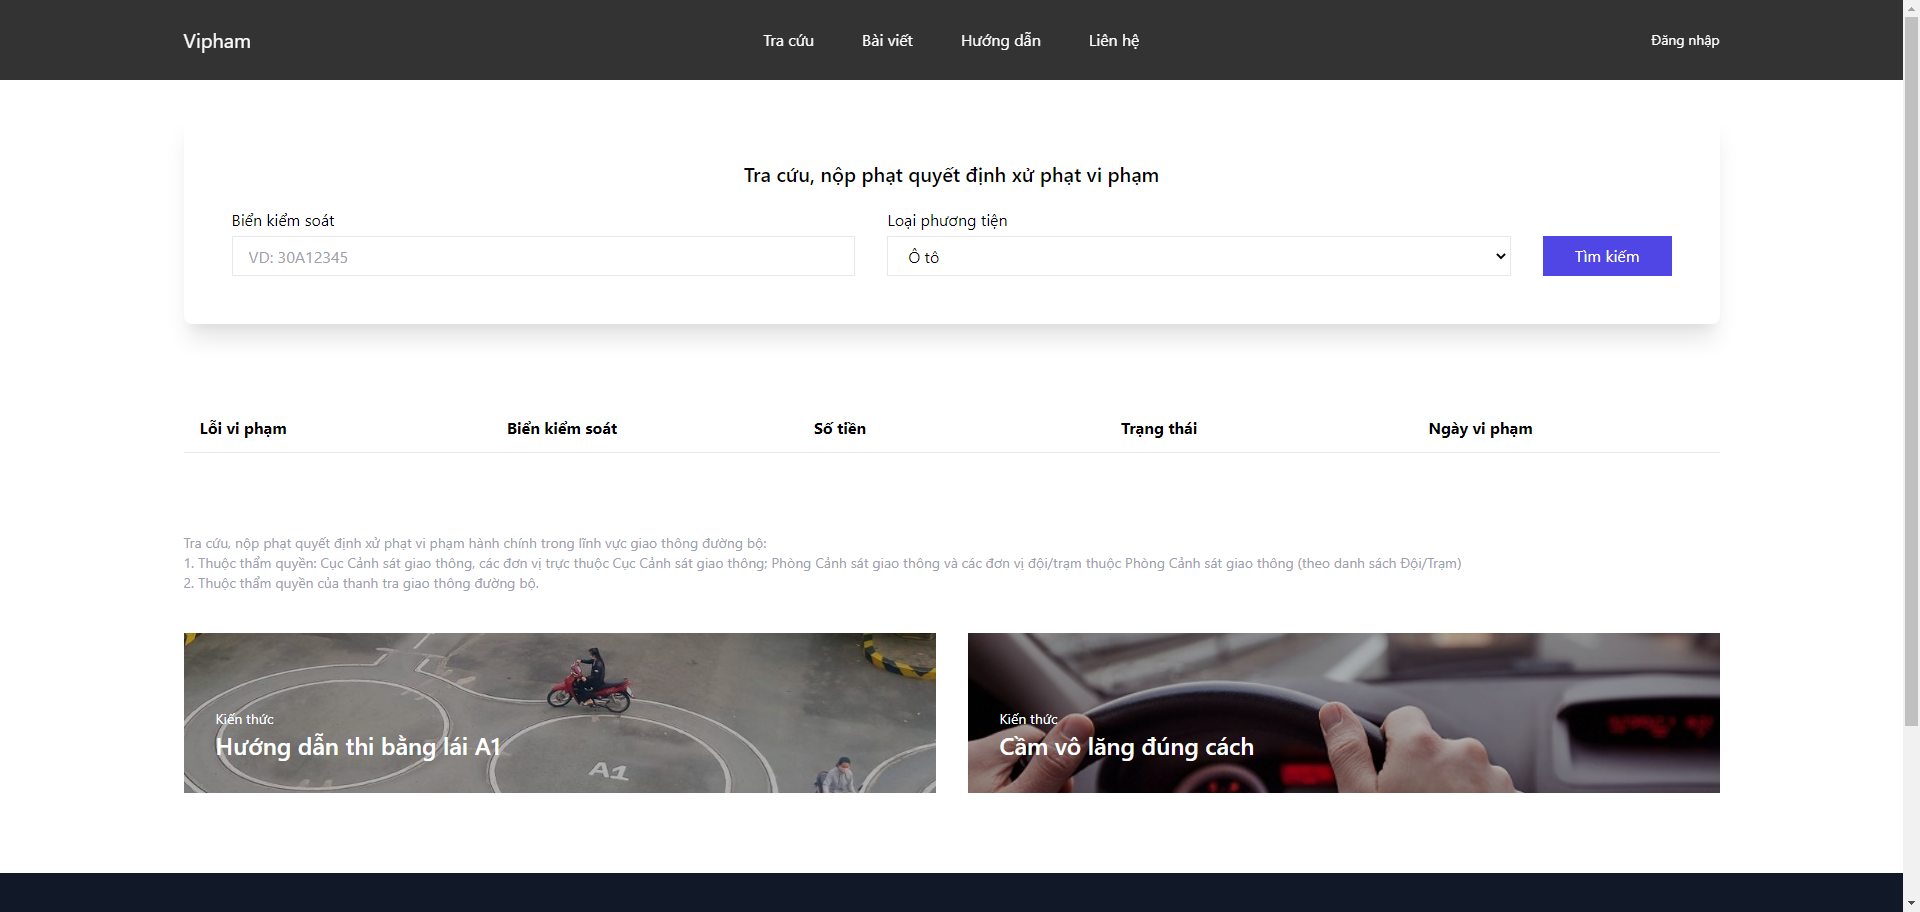 Vipham
Tra cứu
Bài viết
Hướng dẫn
Liên hệ
Đăng nhập
Tra cứu, nộp phạt quyết định xử phạt vi phạm
Biển kiểm soát
Loại phương tiện
VD: 30A12345
Ô tô
Tìm kiếm
Lỗi vi phạm
Biển kiểm soát
Số tiền
Trạng thái
Ngày vi phạm
Tra cứu, nộp phạt quyết định xử phạt vi phạm hành chính trong lĩnh vực giao thông đường bộ:
1. Thuộc thẩm quyền: Cục Cảnh sát giao thông, các đơn vị trực thuộc Cục Cảnh sát giao thông; Phòng Cảnh sát giao thông và các đơn vị đội/trạm thuộc Phòng Cảnh sát giao thông (theo danh sách Đội/Trạm)
2. Thuộc thẩm quyền của thanh tra giao thông đường bộ.
Kiến thức
Hướng dẫn thi bằng lái A1
A1
Kiến thức
Cầm vô lăng đúng cách